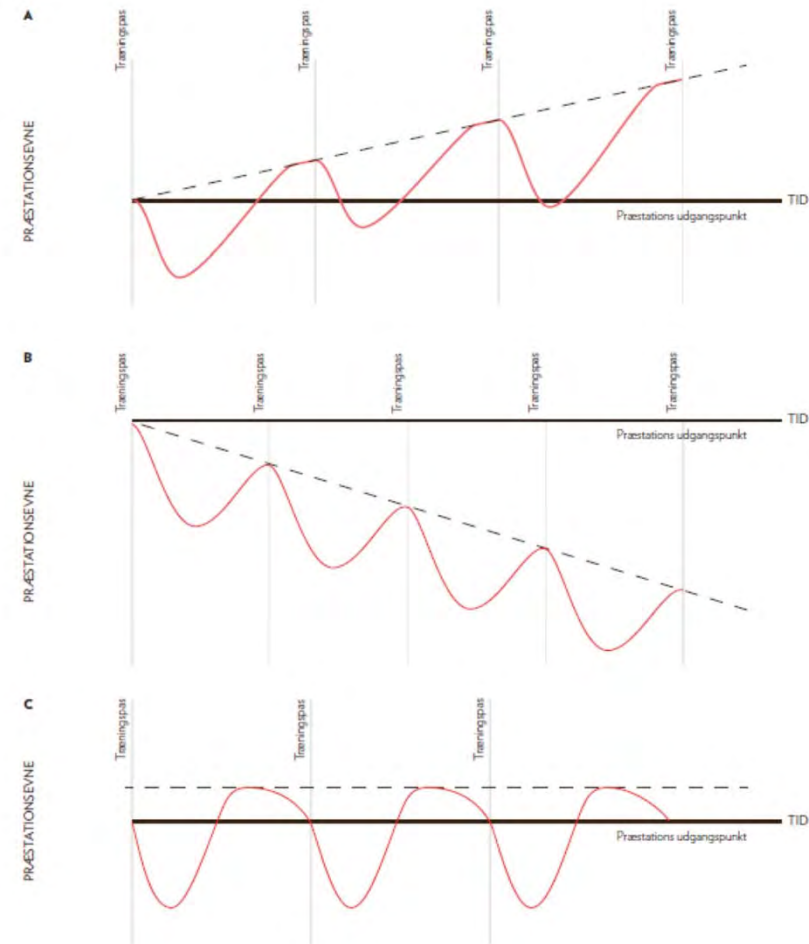 A
Træningspas
Træningspas
Træningspas
Træningspas
PRÆSTATIONSEVNE
TID
Præstations udgangspunkt
B
Træningspas
Træningspas
Træningspas
Træningspas
Træningspas
PRÆSTATIONSEVNE
TID
Præstations udgangspunkt
C
Træningspas
Træningspas
Træningspas
PRÆSTATIONSEVNE
TID
Præstations udgangspunkt